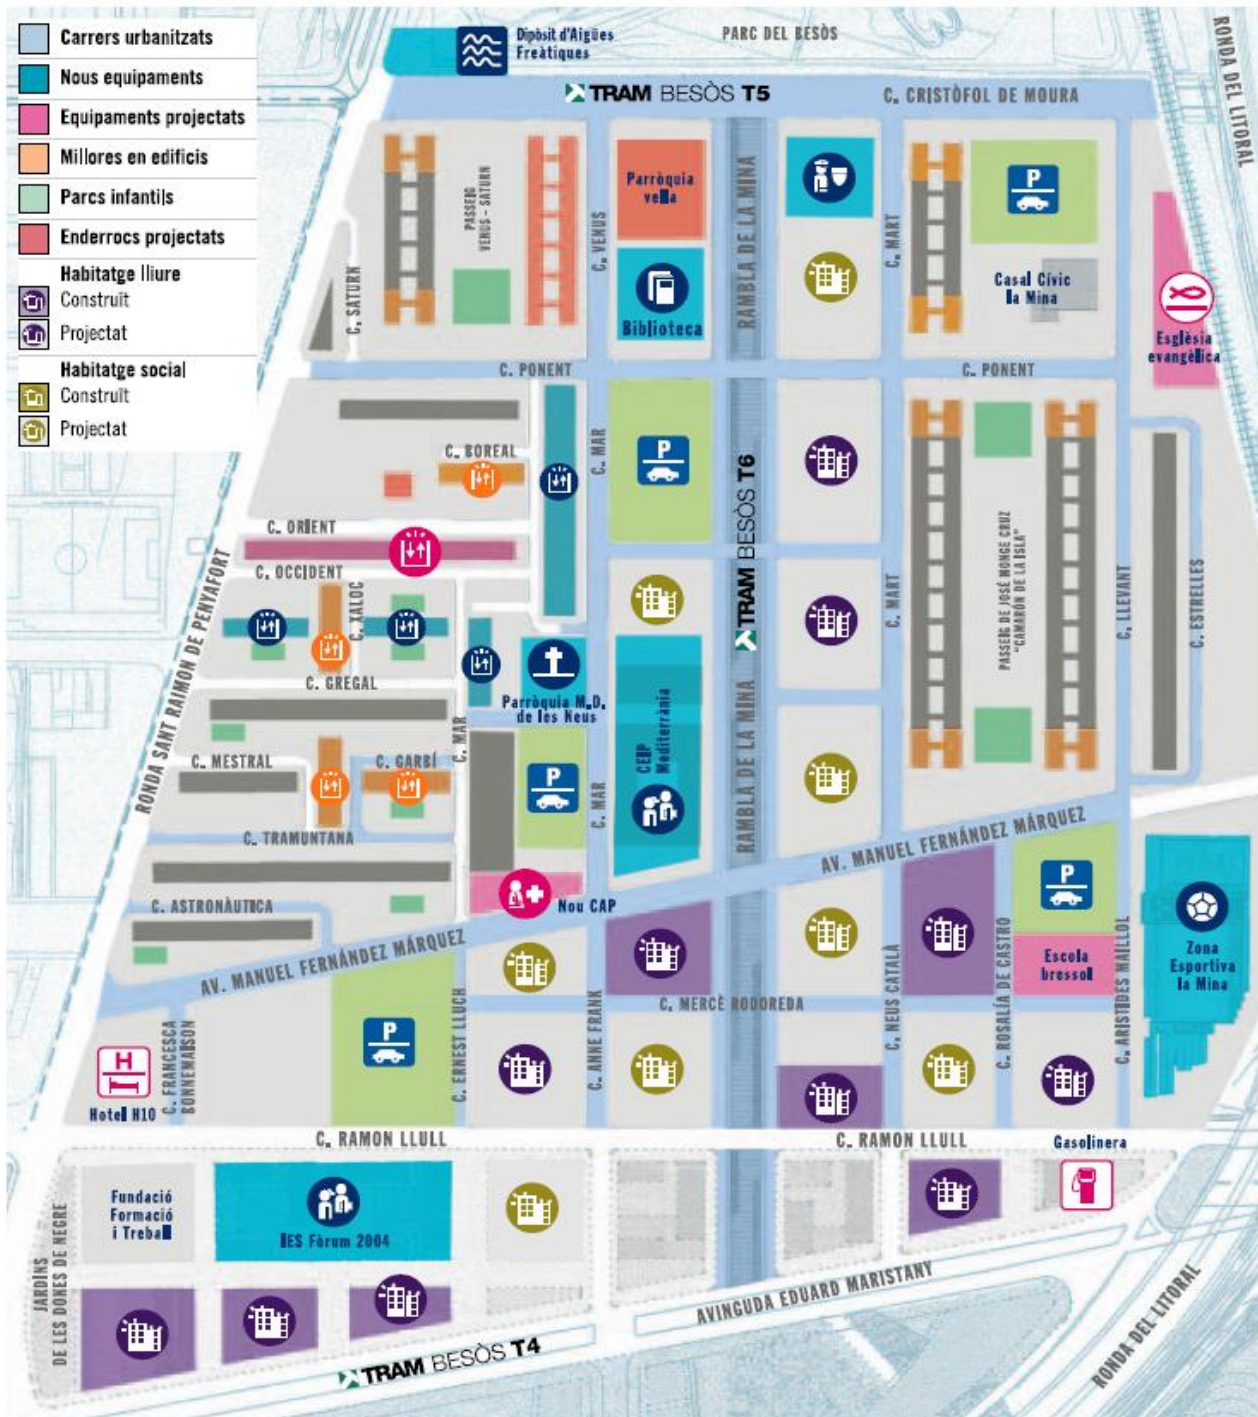 Carrers urbanitzats
Nous equipaments
Equipaments projectats
Millores en edificis
Parcs infantils
Enderrocs projectats
Habitatge lliure
Construït
Projectat
Habitatge social
Construït
Projectat
Dipòsit d'Aigües
Freàtiques
PARC DEL BESÒS
RONDA DEL LITORAL
TRAM BESÒS T5
C. CRISTÒFOL DE MOURA
PASSEIG
VENUS - SATURN
C. SATURN
C. VENUS
Parròquia
vella
Biblioteca
RAMBLA DE LA MINA
C. MART
P
Casal Cívic
la Mina
Església
evangèlica
C. PONENT
C. PONENT
C. BOREAL
C. MAR
P
TRAM BESÒS T6
C. ORIENT
C. OCCIDENT
C. XALOC
C. GREGAL
C. MART
PASSEIG DE JOSÉ MONGE CRUZ
"CAMARÓN DE LA ISLA"
C. LLEVANT
C. ESTRELLES
RONDA SANT RAIMON DE PENYAFORT
Parròquia M.D.
de les Neus
CEIP
Mediterrània
RAMBLA DE LA MINA
C. MESTRAL
C. GARBÍ
C. MAR
P
C. MAR
C. TRAMUNTANA
AV. MANUEL FERNÁNDEZ MÁRQUEZ
C. ASTRONÀUTICA
Nou CAP
P
Escola
bressol
Zona
Esportiva
la Mina
AV. MANUEL FERNÁNDEZ MÁRQUEZ
C. MERCÈ RODOREDA
C. NEUS CATALÀ
C. ROSALÍA DE CASTRO
C. ARISTIDES MAILLOL
P
C. ERNEST LLUCH
C. ANNE FRANK
H
Hotel H10
C. FRANCESCA
BONNEMAISON
C. RAMON LLULL
C. RAMON LLULL
Gasolinera
Fundació
Formació
i Treball
IES Fòrum 2004
JARDINS
DE LES DONES DE NEGRE
TRAM BESÒS T4
AVINGUDA EDUARD MARISTANY
RONDA DEL LITORAL